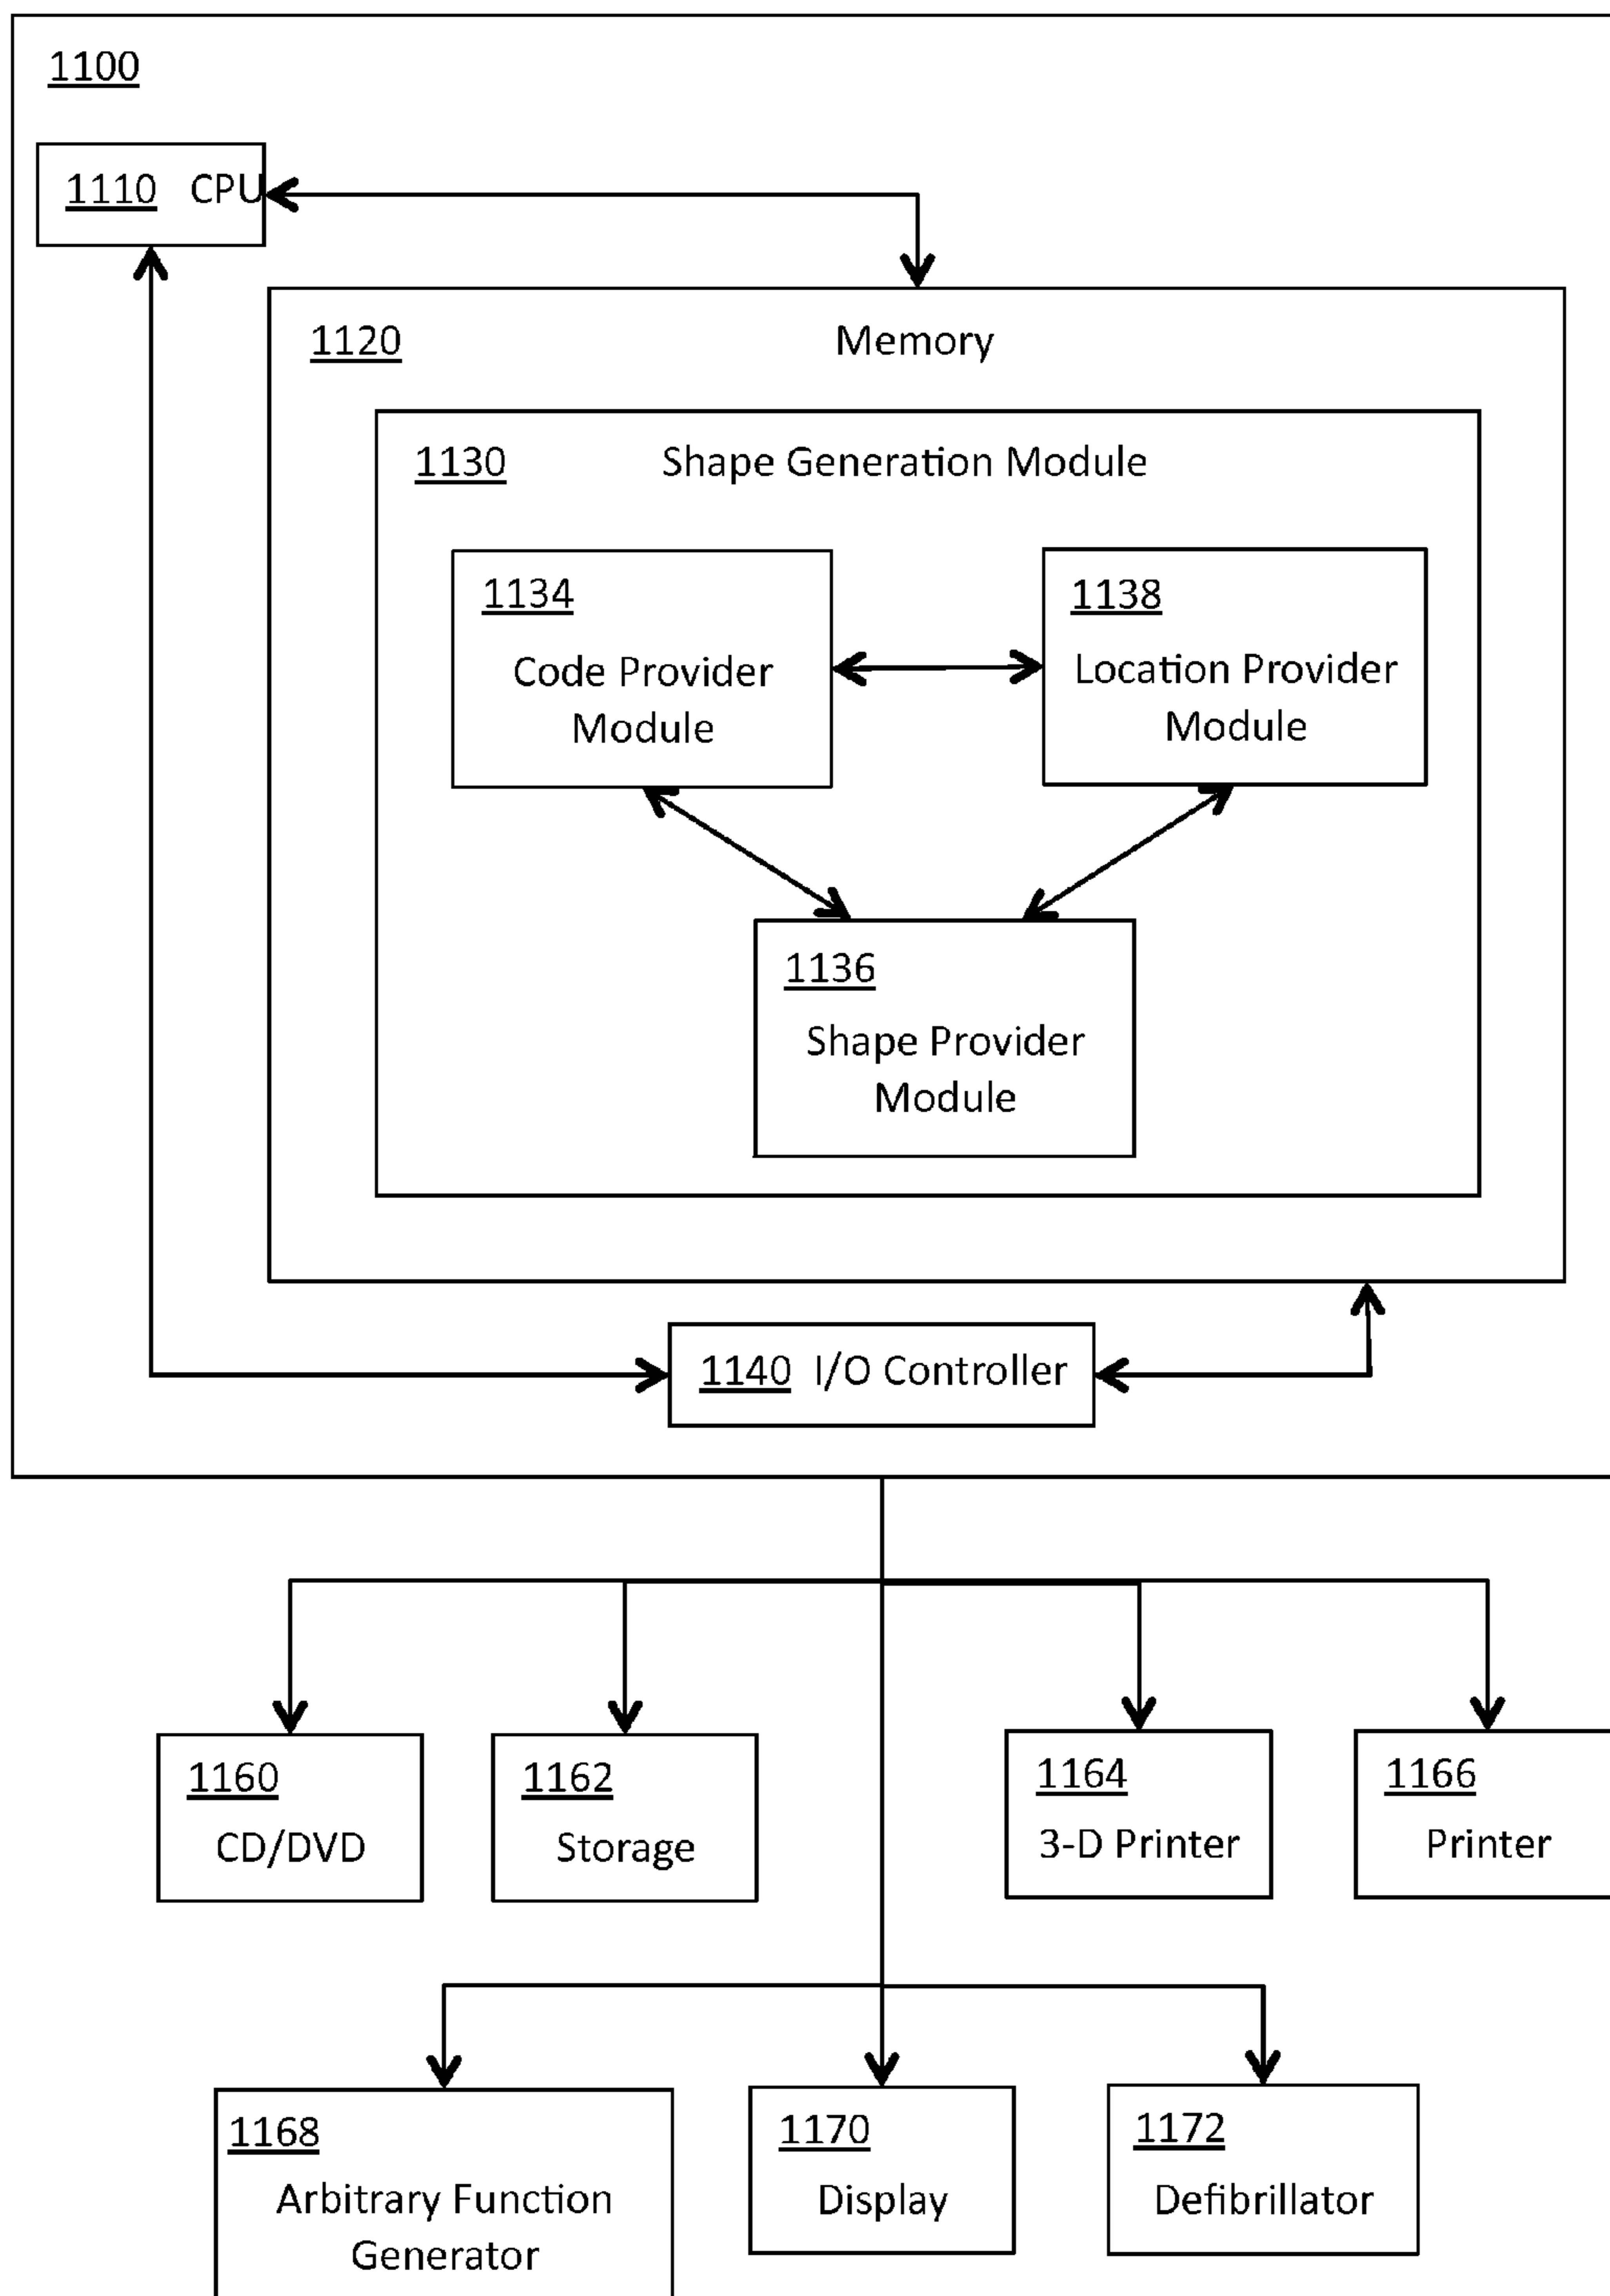 1100
1110 CPU
1120 Memory
1130 Shape Generation Module
1134
Code Provider
Module
1138
Location Provider
Module
1136
Shape Provider
Module
1140 I/O Controller
1160
CD/DVD
1162
Storage
1164
3-D Printer
1166
Printer
1168
Arbitrary Function
Generator
1170
Display
1172
Defibrillator